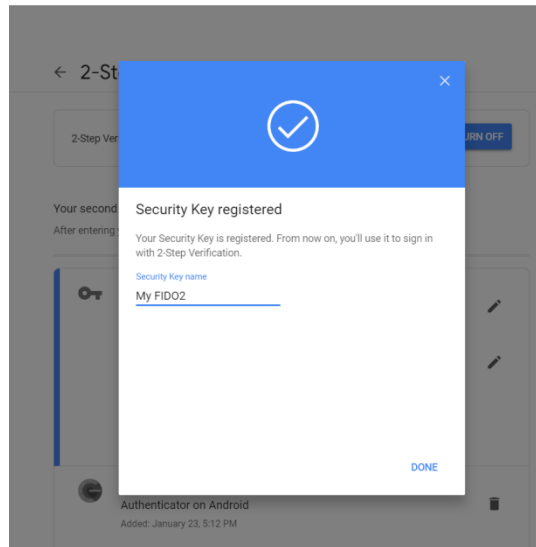 ← 2-St
2-Step Ver
URN OFF
Your second
After entering
Security Key registered
Your Security Key is registered. From now on, you'll use it to sign in
with 2-Step Verification.
Security Key name
My FIDO2
DONE
Authenticator on Android
Added: January 23, 5:12 PM